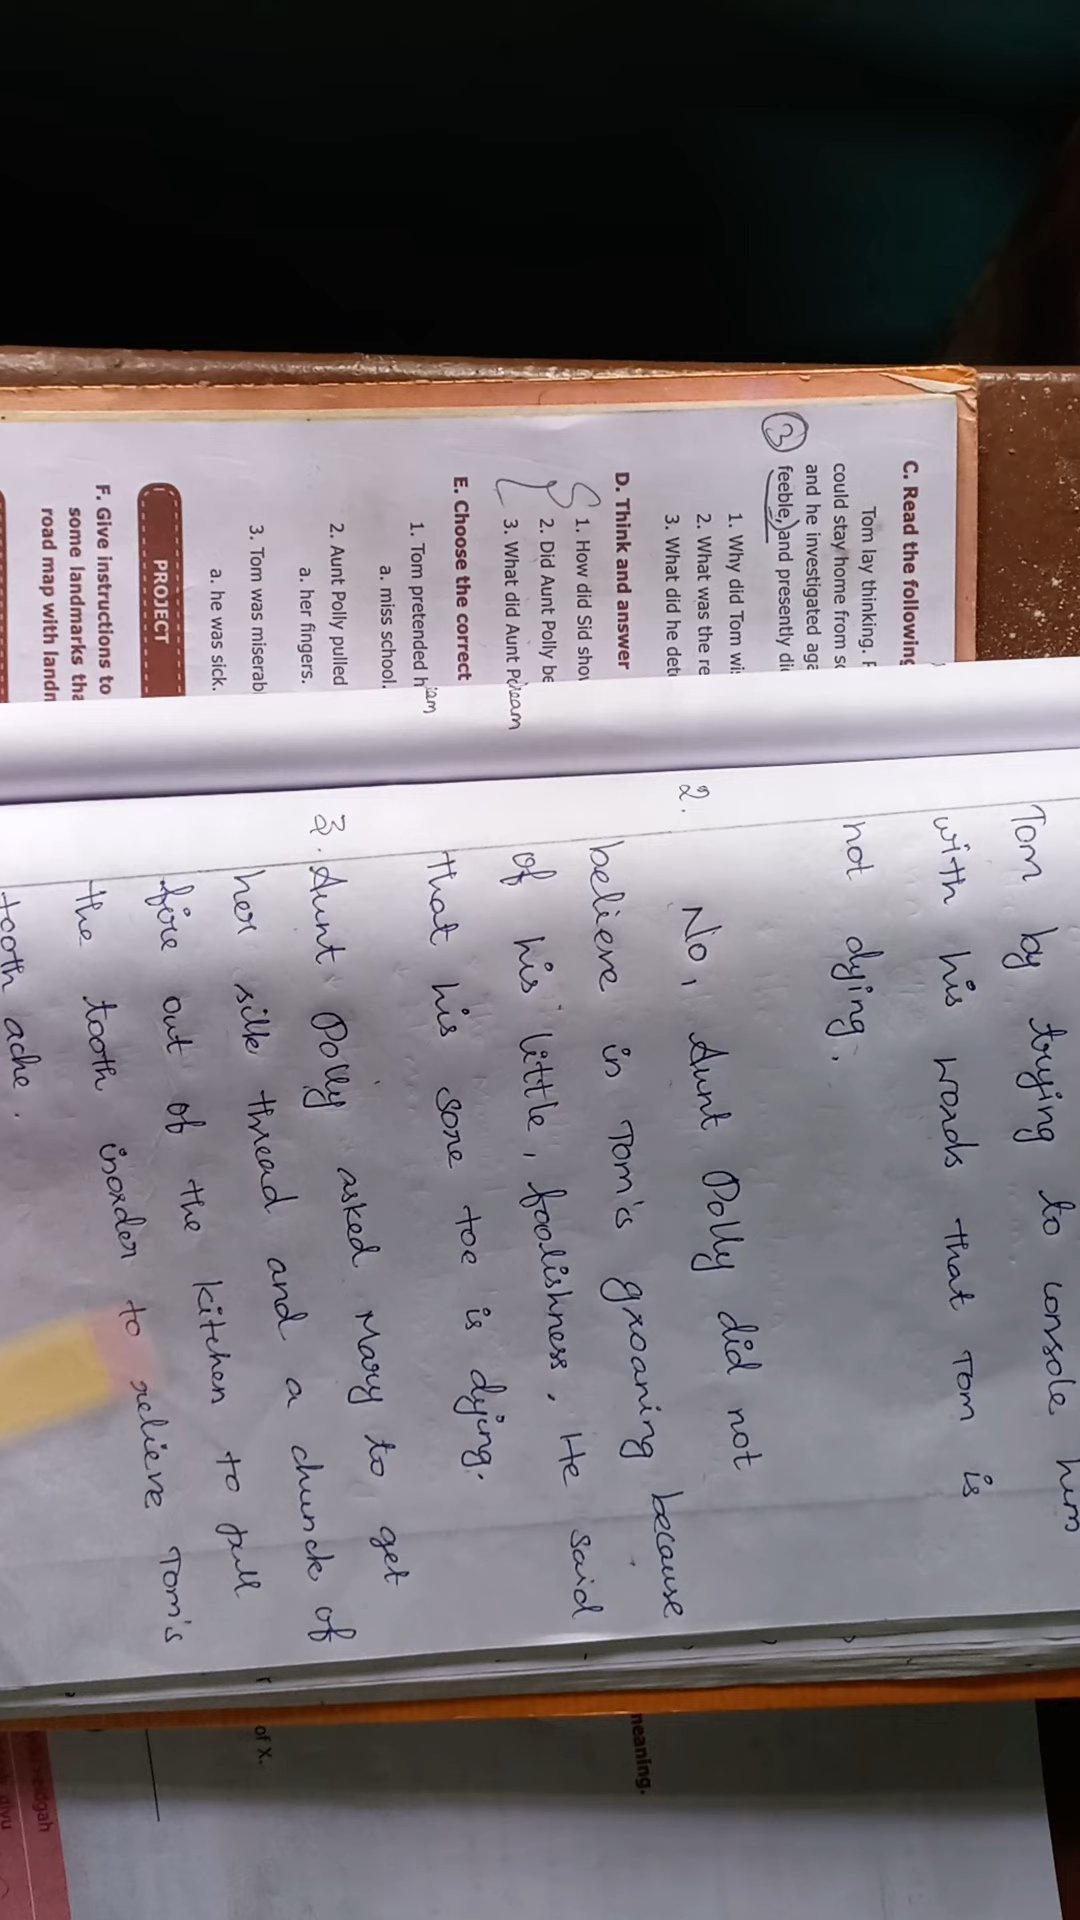 C. Read the following
Tom lay thinking.
could stay home from
and he investigated
3 feeble, and presently
1. Why did Tom
2. What was the
3. What did he
D. Think and answer
1. How did Sid
2. Did Aunt Polly
3. What did Aunt
E. Choose the correct
1. Tom pretended
a. miss school.
2. Aunt Polly pulled
a. her fingers.
3. Tom was
a. he was sick.
PROJECT
F. Give instructions to
some landmarks
road map with
Tom by trying to console him
with his words that Tom is
not dying.
2. No, Aunt Polly did not
believe in Tom's groaning because
of his little, foolishness. He said
that his sore toe is dying.
3. Aunt Polly asked Mary to get
her silk thread and a chunck of
fire out of the kitchen to pull
the tooth inorder to relieve Tom's
tooth ache.
meaning.
of X.